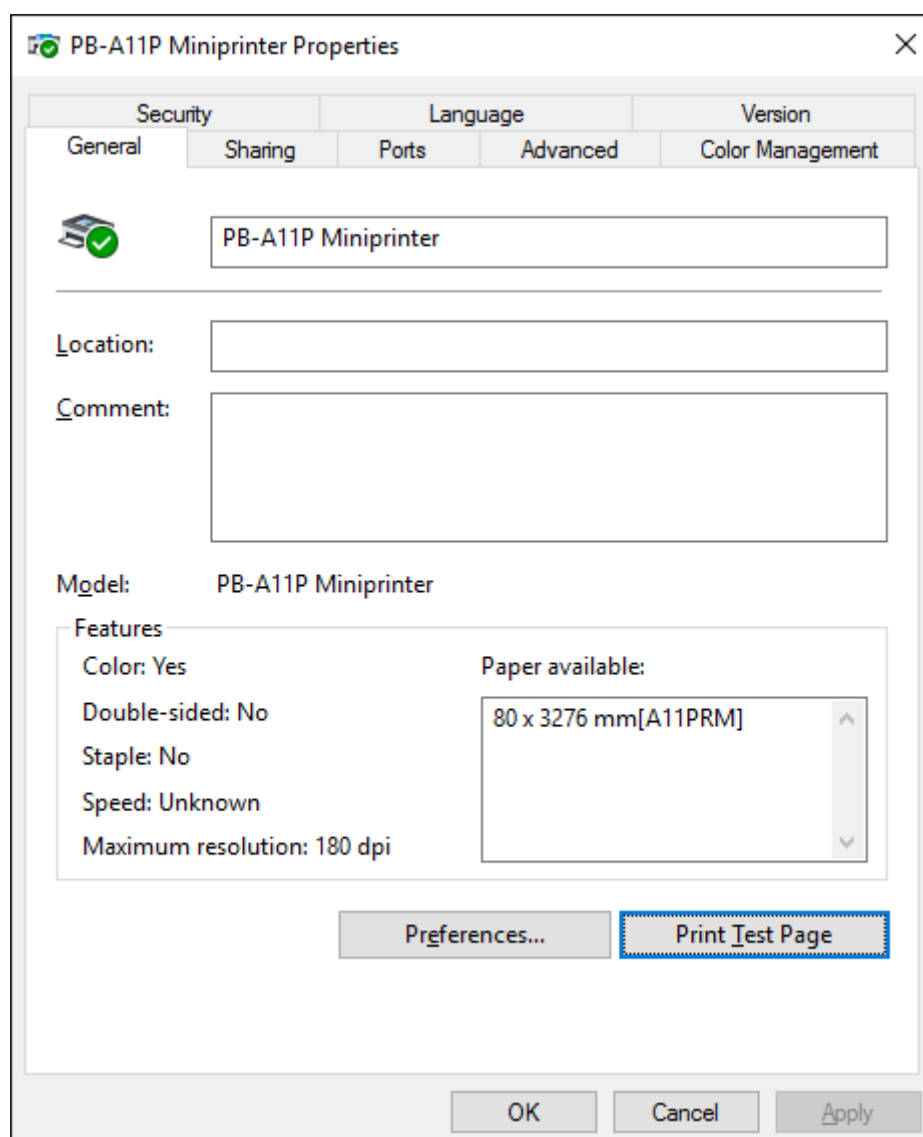 PB-A11P Miniprinter Properties
Security Language Version
General Sharing Ports Advanced Color Management
PB-A11P Miniprinter
Location:
Comment:
Model: PB-A11P Miniprinter
Features
Color: Yes
Double-sided: No
Staple: No
Speed: Unknown
Maximum resolution: 180 dpi
Paper available:
80 x 3276 mm[A11PRM]
Preferences... Print Test Page
OK Cancel Apply